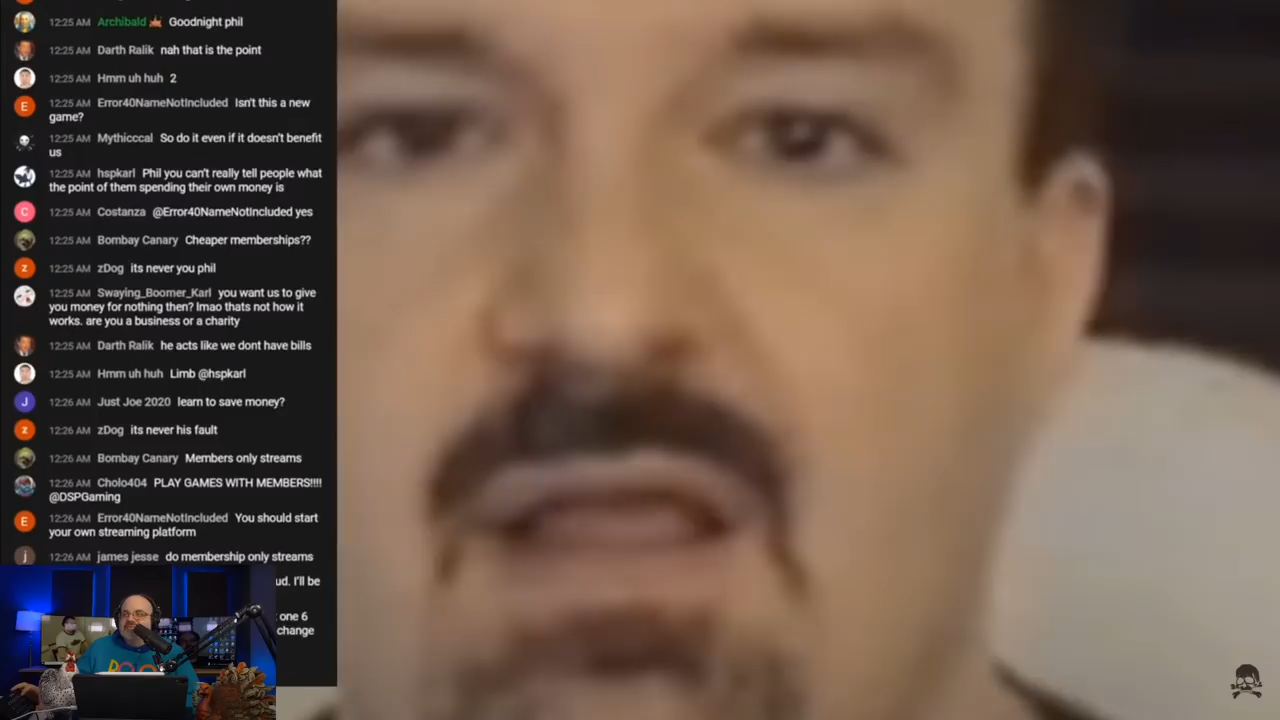 12:25 AM Archibald Goodnight phil
12:25 AM Darth Ralik nah that is the point
12:25 AM Hmm uh huh 2
E 12:25 AM Error40NameNotIncluded Isn't this a new
game?
12:25 AM Mythicccal So do it even if it doesn't benefit
us
12:25 AM hspkarl Phil you can't really tell people what
the point of them spending their own money is
C 12:25 AM Costanza @Error40NameNotIncluded yes
12:25 AM Bombay Canary Cheaper memberships??
z 12:25 AM zDog its never you phil
12:25 AM Swaying_Boomer_Karl you want us to give
you money for nothing then? lmao thats not how it
works. are you a business or a charity
12:25 AM Darth Ralik he acts like we dont have bills
12:25 AM Hmm uh huh Limb @hspkarl
J 12:26 AM Just Joe 2020 learn to save money?
z 12:26 AM zDog its never his fault
12:26 AM Bombay Canary Members only streams
12:26 AM Cholo404 PLAY GAMES WITH MEMBERS!!!!
@DSPGaming
E 12:26 AM Error40NameNotIncluded You should start
your own streaming platform
j 12:26 AM james jesse do membership only streams
ud. I'll be
one 6
change